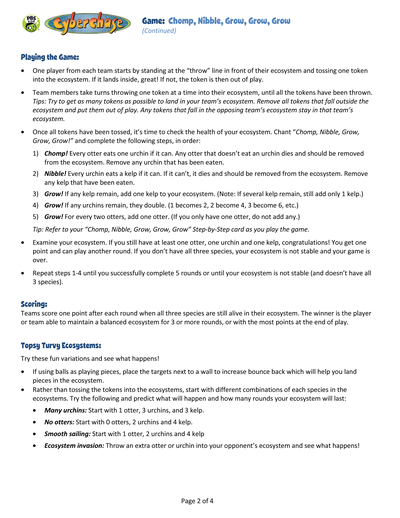 PBS KIDS
Cyberchase
Game: Chomp, Nibble, Grow, Grow, Grow
(Continued)
Playing the Game:
• One player from each team starts by standing at the "throw" line in front of their ecosystem and tossing one token
into the ecosystem. If it lands inside, great! If not, the token is then out of play.
• Team members take turns throwing one token at a time into their ecosystem, until all the tokens have been thrown.
Tips: Try to get as many tokens as possible to land in your team's ecosystem. Remove all tokens that fall outside the
ecosystem and put them out of play. Any tokens that fall in the opposing team's ecosystem stay in that team's
ecosystem.
• Once all tokens have been tossed, it's time to check the health of your ecosystem. Chant "Chomp, Nibble, Grow,
Grow, Grow!" and complete the following steps, in order:
1) Chomp! Every otter eats one urchin if it can. Any otter that doesn't eat an urchin dies and should be removed
from the ecosystem. Remove any urchin that has been eaten.
2) Nibble! Every urchin eats a kelp if it can. If it can't, it dies and should be removed from the ecosystem. Remove
any kelp that have been eaten.
3) Grow! If any kelp remain, add one kelp to your ecosystem. (Note: If several kelp remain, still add only 1 kelp.)
4) Grow! If any urchins remain, they double. (1 becomes 2, 2 become 4, 3 become 6, etc.)
5) Grow! For every two otters, add one otter. (If you only have one otter, do not add any.)
Tip: Refer to your "Chomp, Nibble, Grow, Grow, Grow" Step-by-Step card as you play the game.
• Examine your ecosystem. If you still have at least one otter, one urchin and one kelp, congratulations! You get one
point and can play another round. If you don't have all three species, your ecosystem is not stable and your game is
over.
• Repeat steps 1-4 until you successfully complete 5 rounds or until your ecosystem is not stable (and doesn't have all
3 species).
Scoring:
Teams score one point after each round when all three species are still alive in their ecosystem. The winner is the player
or team able to maintain a balanced ecosystem for 3 or more rounds, or with the most points at the end of play.
Topsy Turvy Ecosystems:
Try these fun variations and see what happens!
• If using balls as playing pieces, place the targets next to a wall to increase bounce back which will help you land
pieces in the ecosystem.
• Rather than tossing the tokens into the ecosystems, start with different combinations of each species in the
ecosystems. Try the following and predict what will happen and how many rounds your ecosystem will last:
• Many urchins: Start with 1 otter, 3 urchins, and 3 kelp.
• No otters: Start with 0 otters, 2 urchins and 4 kelp.
• Smooth sailing: Start with 1 otter, 2 urchins and 4 kelp
• Ecosystem invasion: Throw an extra otter or urchin into your opponent's ecosystem and see what happens!
Page 2 of 4